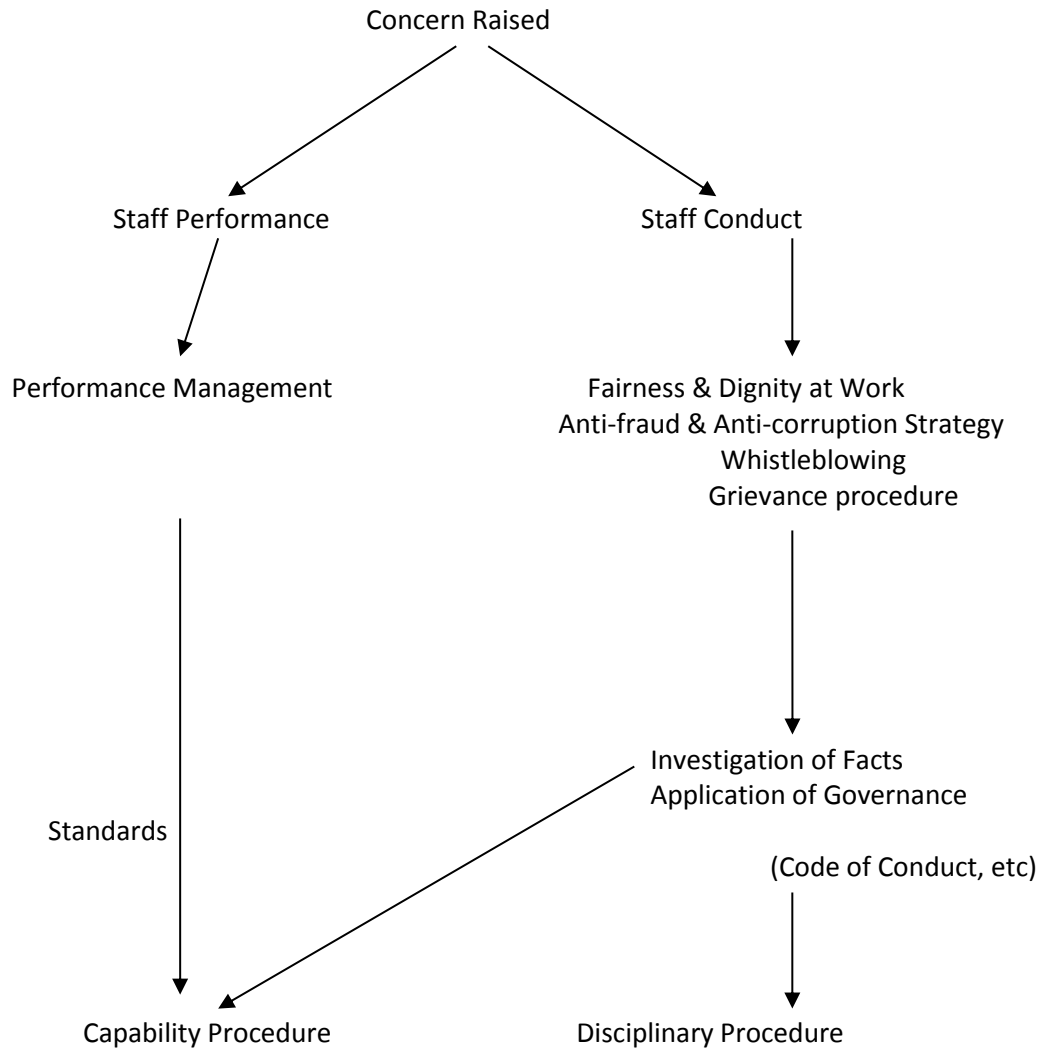 Concern Raised
Staff Performance
Staff Conduct
Performance Management
Fairness & Dignity at Work
Anti-fraud & Anti-corruption Strategy
Whistleblowing
Grievance procedure
Investigation of Facts
Application of Governance
Standards
(Code of Conduct, etc)
Capability Procedure
Disciplinary Procedure